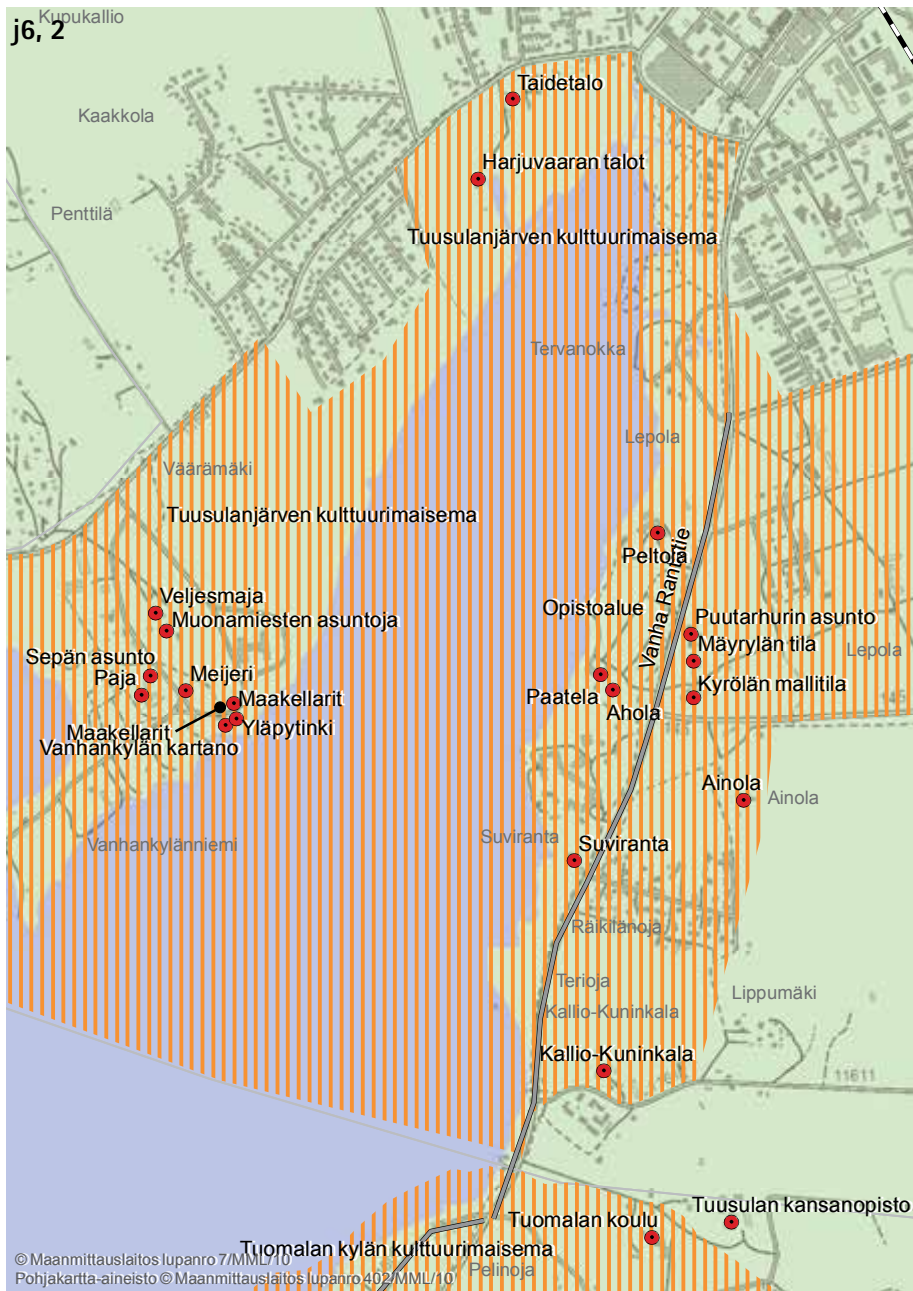 j6, 2
Kupukallio
Taidetalo
Kaakkola
Harjuvaaran talot
Penttilä
Tuusulanjärven kulttuurimaisema
Tervanokka
Lepola
Väärämäki
Tuusulanjärven kulttuurimaisema
Peltola
Vanha Rantatie
Veljesmaja
Opistoalue
Muonamiesten asuntoja
Puutarhurin asunto
Mäyrylän tila
Lepola
Sepän asunto
Paja
Meijeri
Kyrölän mallitila
Paatela
Maakellarit
Ahola
145
Yläpytinki
Maakellarit
Vanhankylän kartano
Ainola
Ainola
Vanhankylänniemi
Suviranta
Suviranta
Räikilänoja
Terioja
Lippumäki
Kallio-Kuninkala
Kallio-Kuninkala
11611
Tuusulan kansanopisto
Tuomalan koulu
Tuomalan kylän kulttuurimaisema
Pelinoja
© Maanmittauslaitos lupanro 7/MML/10
Pohjakartta-aineisto © Maanmittauslaitos lupanro 402/MML/10